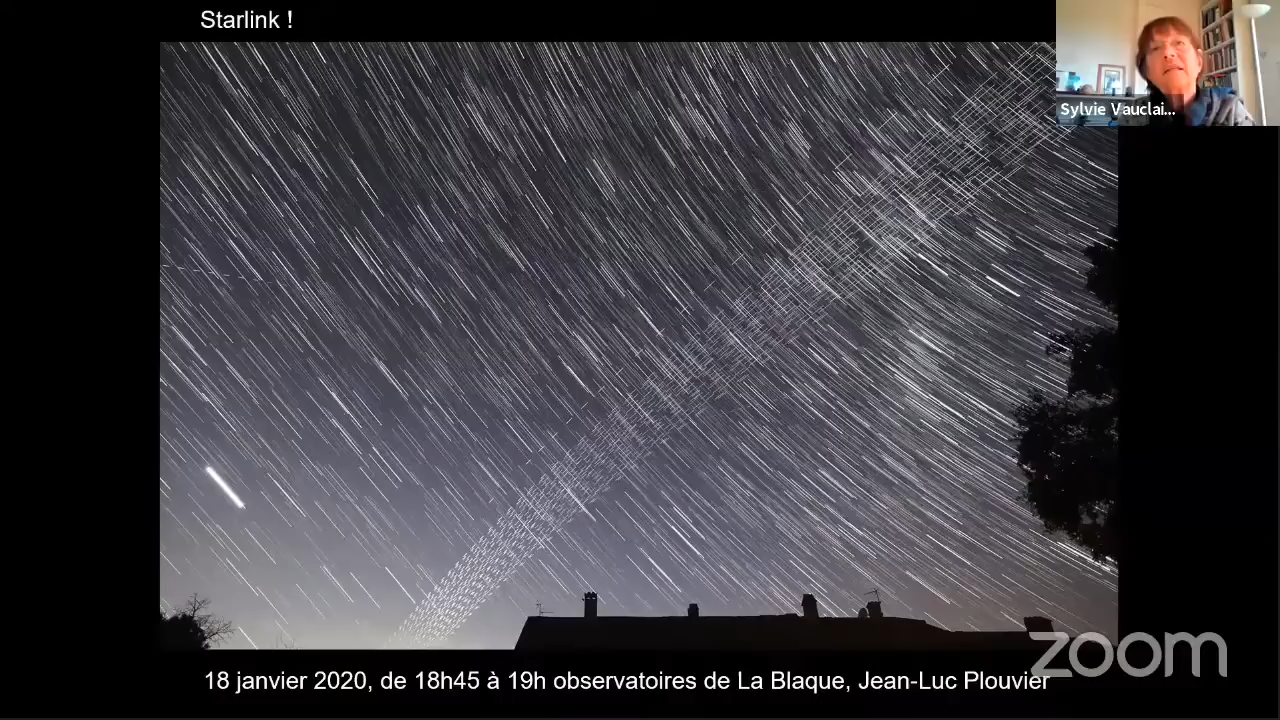 Starlink !
Sylvie Vauclai...
18 janvier 2020, de 18h45 à 19h observatoires de La Blaque, Jean-Luc Plouvier
zoom